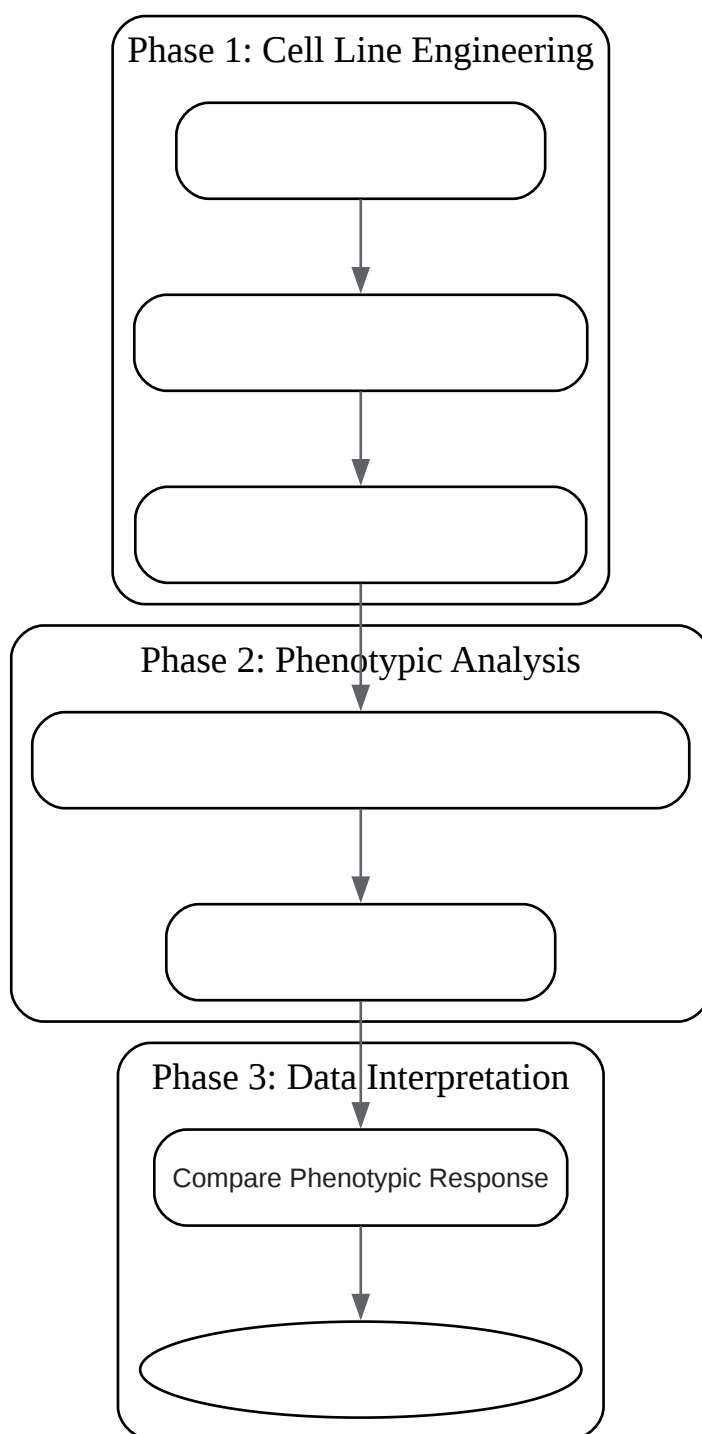 Phase 1: Cell Line Engineering
Phase 2: Phenotypic Analysis
Phase 3: Data Interpretation
Compare Phenotypic Response